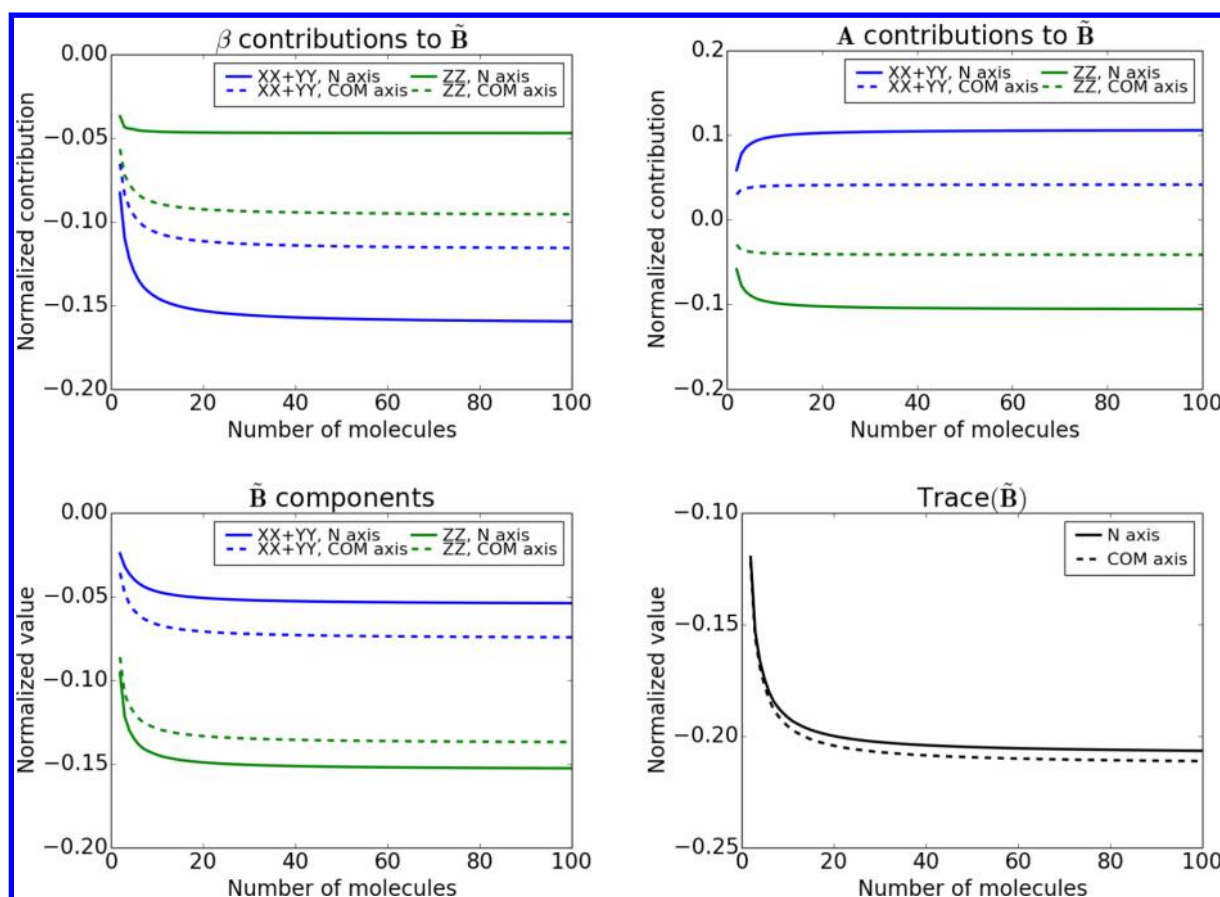 β contributions to B̃
XX+YY, N axis ZZ, N axis
XX+YY, COM axis ZZ, COM axis
Normalized contribution
0.00
−0.05
−0.10
−0.15
−0.20
0 20 40 60 80 100
Number of molecules
A contributions to B̃
XX+YY, N axis ZZ, N axis
XX+YY, COM axis ZZ, COM axis
Normalized contribution
0.2
0.1
0.0
−0.1
−0.2
0 20 40 60 80 100
Number of molecules
B̃ components
XX+YY, N axis ZZ, N axis
XX+YY, COM axis ZZ, COM axis
Normalized value
0.00
−0.05
−0.10
−0.15
−0.20
0 20 40 60 80 100
Number of molecules
Trace(B̃)
N axis
COM axis
Normalized value
−0.10
−0.15
−0.20
−0.25
0 20 40 60 80 100
Number of molecules